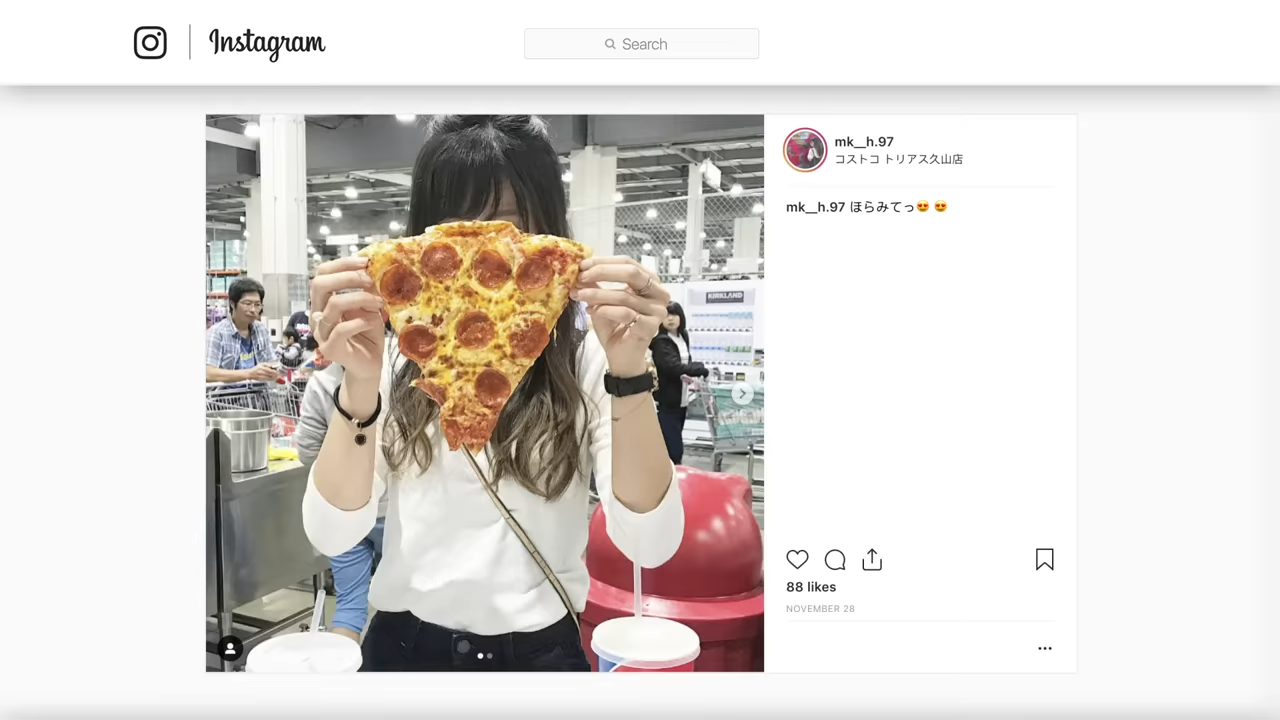 Instagram
Search
mk__h.97
コストコ トリアス久山店
mk__h.97 ほらみてっ😍 😍
KIRKLAND
88 likes
NOVEMBER 28